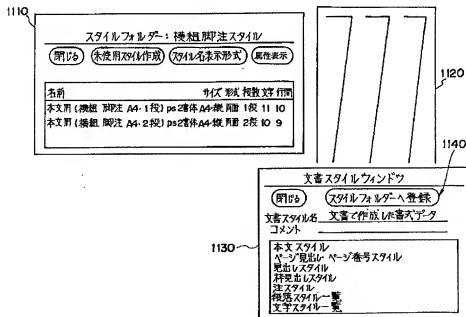 1110
スタイルフォルダー：横組脚注スタイル
閉じる 未使用スタイル作成 スタイル名表示形式 属性表示
名前 サイズ 形式 段数 文字 行間
本文用（横組 脚注 A4・1段）ps2書体A4縦 両面 1段 11 10
本文用（横組 脚注 A4・2段）ps2書体A4縦 両面 2段 10 9
1120
1140
文書スタイルウィンドウ
閉じる スタイルフォルダーへ登録
文書スタイル名 文書で作成した書式データ
コメント
1130
本文スタイル
ページ見出し・ページ番号スタイル
見出しスタイル
枠見出しスタイル
注スタイル
段落スタイル一覧
文字スタイル一覧